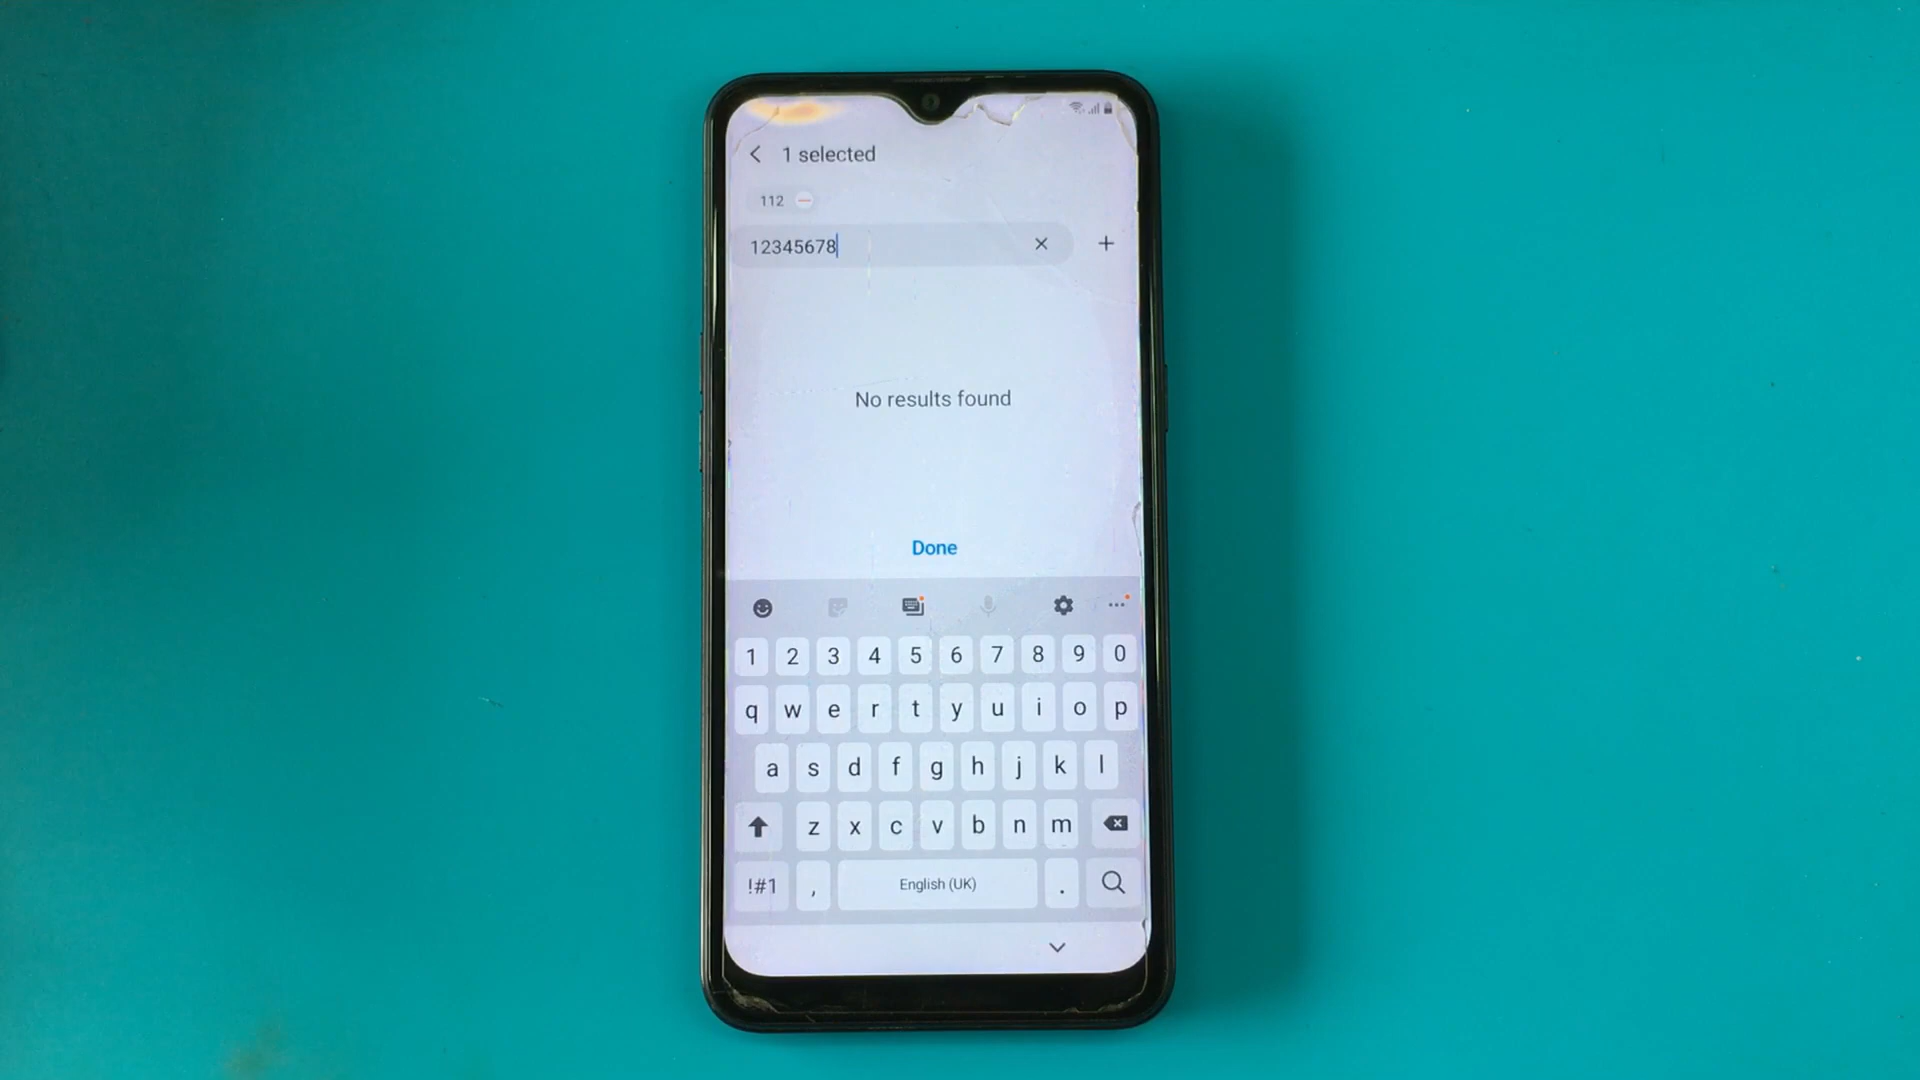 1 selected
112
12345678
No results found
Done
1 2 3 4 5 6 7 8 9 0
q w e r t y u i o p
a s d f g h j k l
z x c v b n m
!#1 , English (UK) .